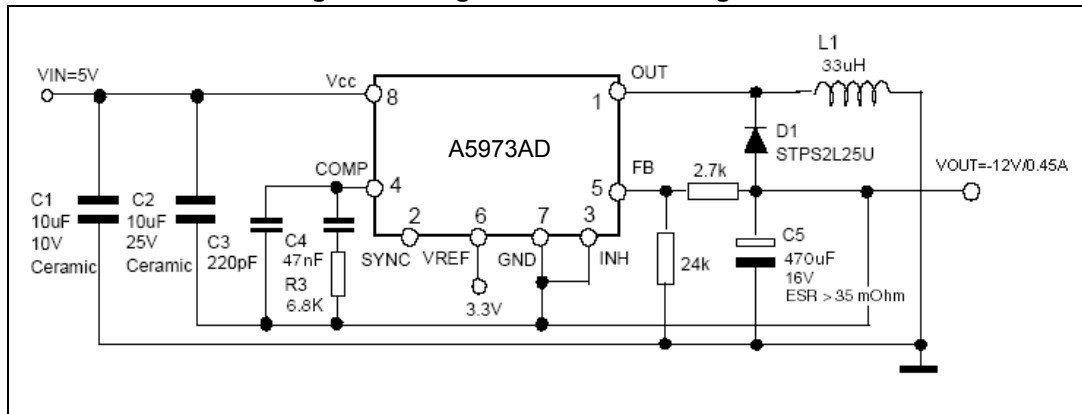 VIN=5V
C1
10uF
10V
Ceramic
C2
10uF
25V
Ceramic
C3
220pF
C4
47nF
R3
6.8K
Vcc
8
COMP
4
A5973AD
2
SYNC
6
VREF
3.3V
7
GND
3
INH
OUT
1
FB
5
2.7k
24k
L1
33uH
D1
STPS2L25U
VOUT=-12V/0.45A
C5
470uF
16V
ESR > 35 mOhm